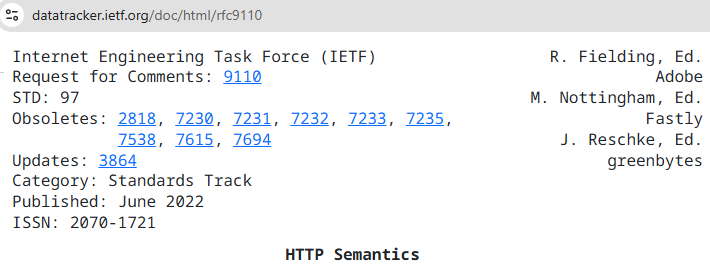 datatracker.ietf.org/doc/html/rfc9110
Internet Engineering Task Force (IETF) R. Fielding, Ed.
Request for Comments: 9110 Adobe
STD: 97 M. Nottingham, Ed.
Obsoletes: 2818, 7230, 7231, 7232, 7233, 7235, Fastly
7538, 7615, 7694 J. Reschke, Ed.
Updates: 3864 greenbytes
Category: Standards Track
Published: June 2022
ISSN: 2070-1721
HTTP Semantics